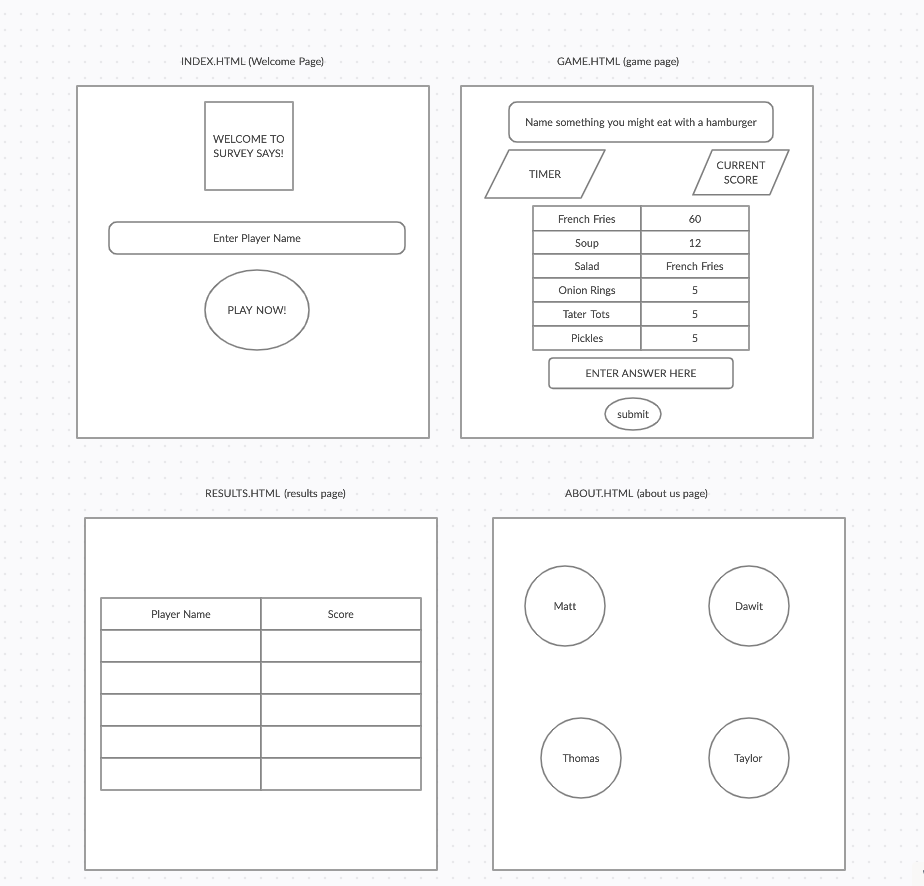 INDEX.HTML (Welcome Page)
WELCOME TO
SURVEY SAYS!
Enter Player Name
PLAY NOW!
GAME.HTML (game page)
Name something you might eat with a hamburger
TIMER
CURRENT
SCORE
French Fries 60
Soup 12
Salad French Fries
Onion Rings 5
Tater Tots 5
Pickles 5
ENTER ANSWER HERE
submit
RESULTS.HTML (results page)
Player Name Score
ABOUT.HTML (about us page)
Matt Dawit
Thomas Taylor